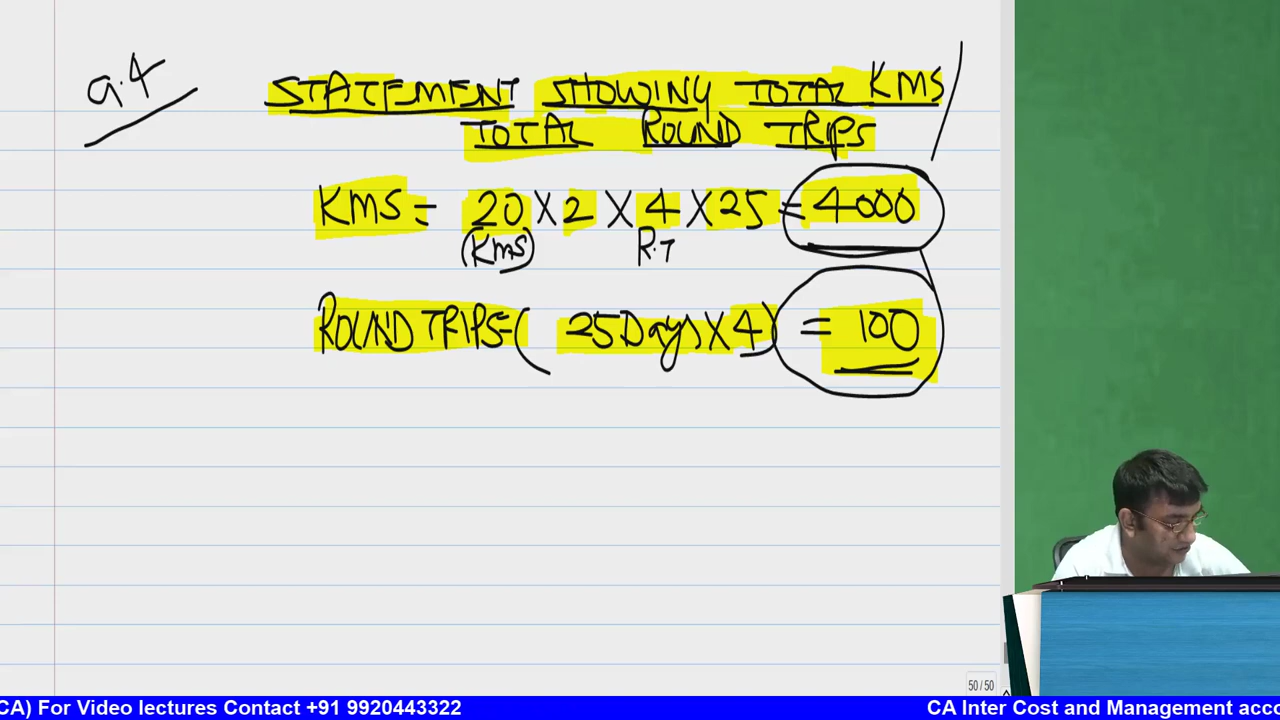 Q.4
STATEMENT SHOWING TOTAL KMS/
TOTAL ROUND TRIPS
KMS = 20 X 2 X 4 X 25 = 4000
(Kms) R.T
ROUND TRIPS = (25 Days X 4) = 100
50 / 50
CA) For Video lectures Contact +91 9920443322 CA Inter Cost and Management acco